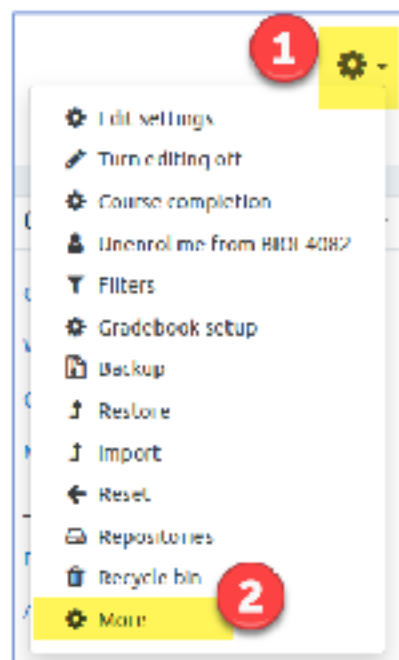 1
Edit settings
Turn editing off
Course completion
Unenrol me from BIOL 4082
Filters
Gradebook setup
Backup
Restore
Import
Reset
Repositories
Recycle bin
2
More